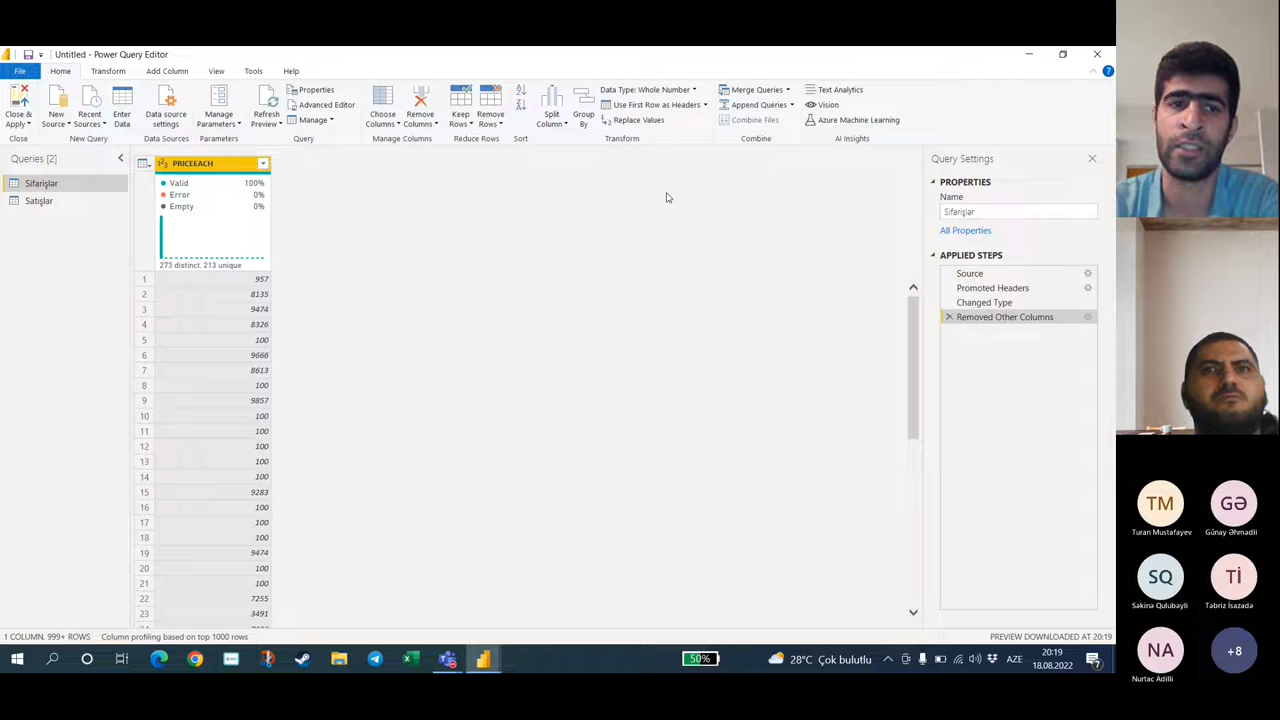 Untitled - Power Query Editor
File Home Transform Add Column View Tools Help
Close & Apply
New Source
Recent Sources
Enter Data
Data source settings
Manage Parameters
Refresh Preview
Properties
Advanced Editor
Manage
Choose Columns
Remove Columns
Keep Rows
Remove Rows
Split Column
Group By
Data Type: Whole Number
Use First Row as Headers
Replace Values
Merge Queries
Append Queries
Combine Files
Text Analytics
Vision
Azure Machine Learning
Close New Query Data Sources Parameters Query Manage Columns Reduce Rows Sort Transform Combine AI Insights
Queries [2]
Sifarişlər
Satışlar
123 PRICEEACH
Valid 100%
Error 0%
Empty 0%
273 distinct, 213 unique
1 957
2 8135
3 9474
4 8326
5 100
6 9666
7 8613
8 100
9 9857
10 100
11 100
12 100
13 100
14 100
15 9283
16 100
17 100
18 100
19 9474
20 100
21 100
22 7255
23 3491
Query Settings
PROPERTIES
Name
Sifarişlər
All Properties
APPLIED STEPS
Source
Promoted Headers
Changed Type
Removed Other Columns
1 COLUMN, 999+ ROWS Column profiling based on top 1000 rows
PREVIEW DOWNLOADED AT 20:19
50%
28°C Çok bulutlu
AZE
20:19
18.08.2022
7
TM
Turan Mustafayev
GƏ
Günay Əhmədli
SQ
Səkinə Qulubəyli
Tİ
Təbriz İsazadə
NA
Nurtac Adilli
+8